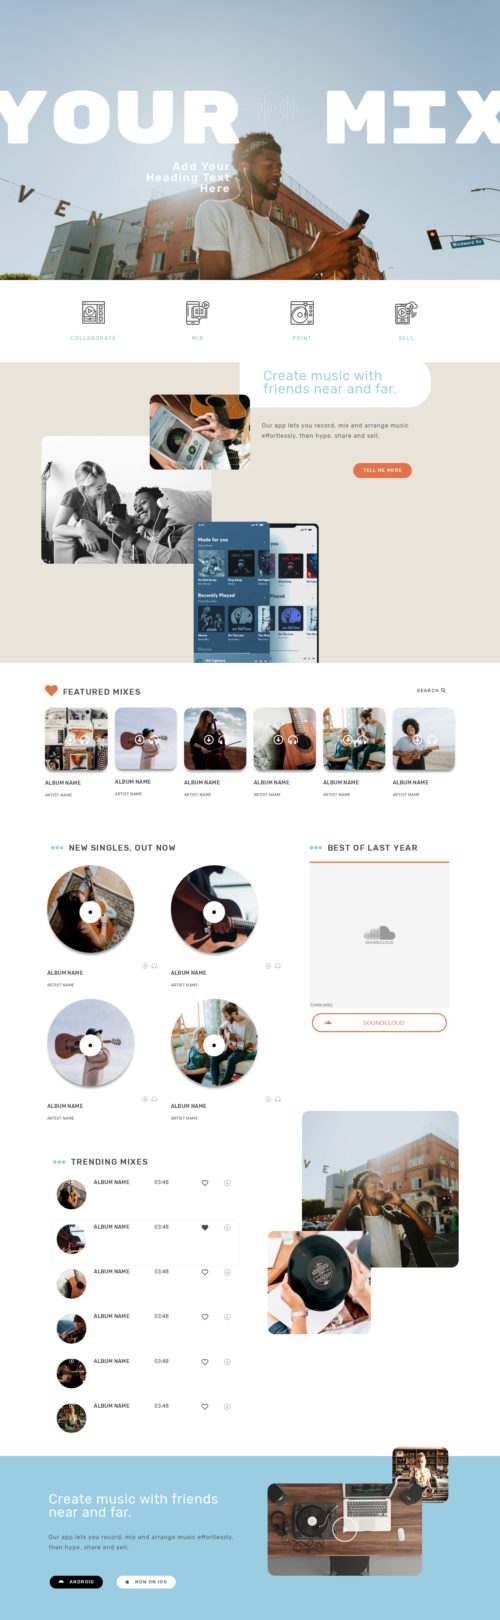 YOUR MIX
Add Your
Heading Text
Here
VENI
Windward Av
COLLABORATE
MIX
PRINT
SELL
Create music with
friends near and far.
Our app lets you record, mix and arrange music
effortlessly, then hype, share and sell.
TELL ME MORE
Made for you
Recently Played
FEATURED MIXES
SEARCH
ALBUM NAME
ARTIST NAME
ALBUM NAME
ARTIST NAME
ALBUM NAME
ARTIST NAME
ALBUM NAME
ARTIST NAME
ALBUM NAME
ARTIST NAME
ALBUM NAME
ARTIST NAME
NEW SINGLES, OUT NOW
ALBUM NAME
ARTIST NAME
ALBUM NAME
ARTIST NAME
ALBUM NAME
ARTIST NAME
ALBUM NAME
ARTIST NAME
BEST OF LAST YEAR
SOUNDCLOUD
Cookie policy
SOUNDCLOUD
TRENDING MIXES
ALBUM NAME 03:48
ALBUM NAME 03:48
ALBUM NAME 03:48
ALBUM NAME 03:48
ALBUM NAME 03:48
ALBUM NAME 03:48
VENI
Create music with friends
near and far.
Our app lets you record, mix and arrange music effortlessly,
then hype, share and sell.
ANDROID
NOW ON IOS